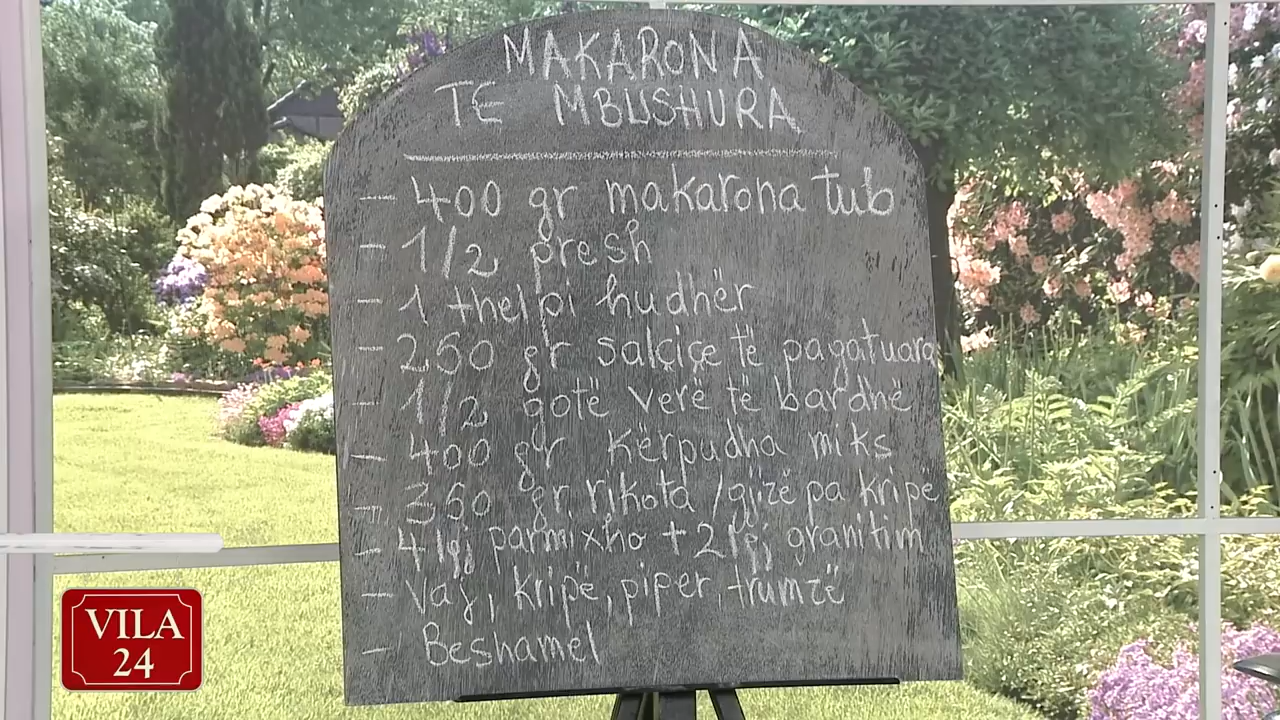 MAKARONA
TE MBUSHURA
- 400 gr makarona tub
- 1/2 presh
- 1 thelpi hudhër
- 250 gr salçiçe të pagatuara
- 1/2 gotë verë të bardhë
- 400 gr kërpudha miks
- 350 gr rikota / gjizë pa kripe
- 4 lgj parmixho + 2 lgj granitim
- Vaj, kripë, piper, trumzë
- Beshamel
VILA
24